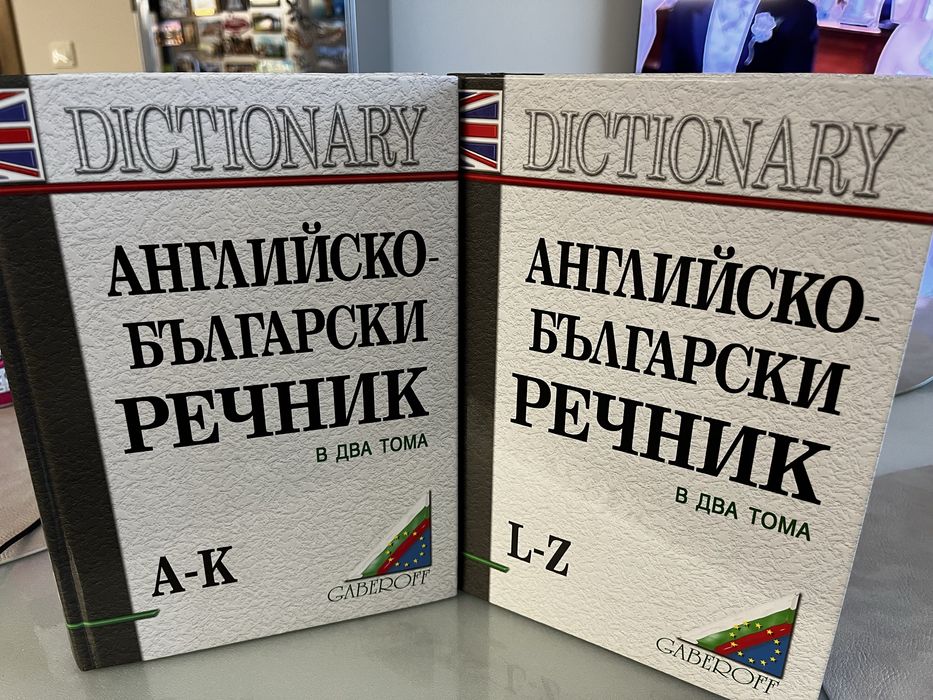 DICTIONARY
АНГЛИЙСКО-
БЪЛГАРСКИ
РЕЧНИК
В ДВА ТОМА
A-K
GABEROFF
DICTIONARY
АНГЛИЙСКО-
БЪЛГАРСКИ
РЕЧНИК
В ДВА ТОМА
L-Z
GABEROFF